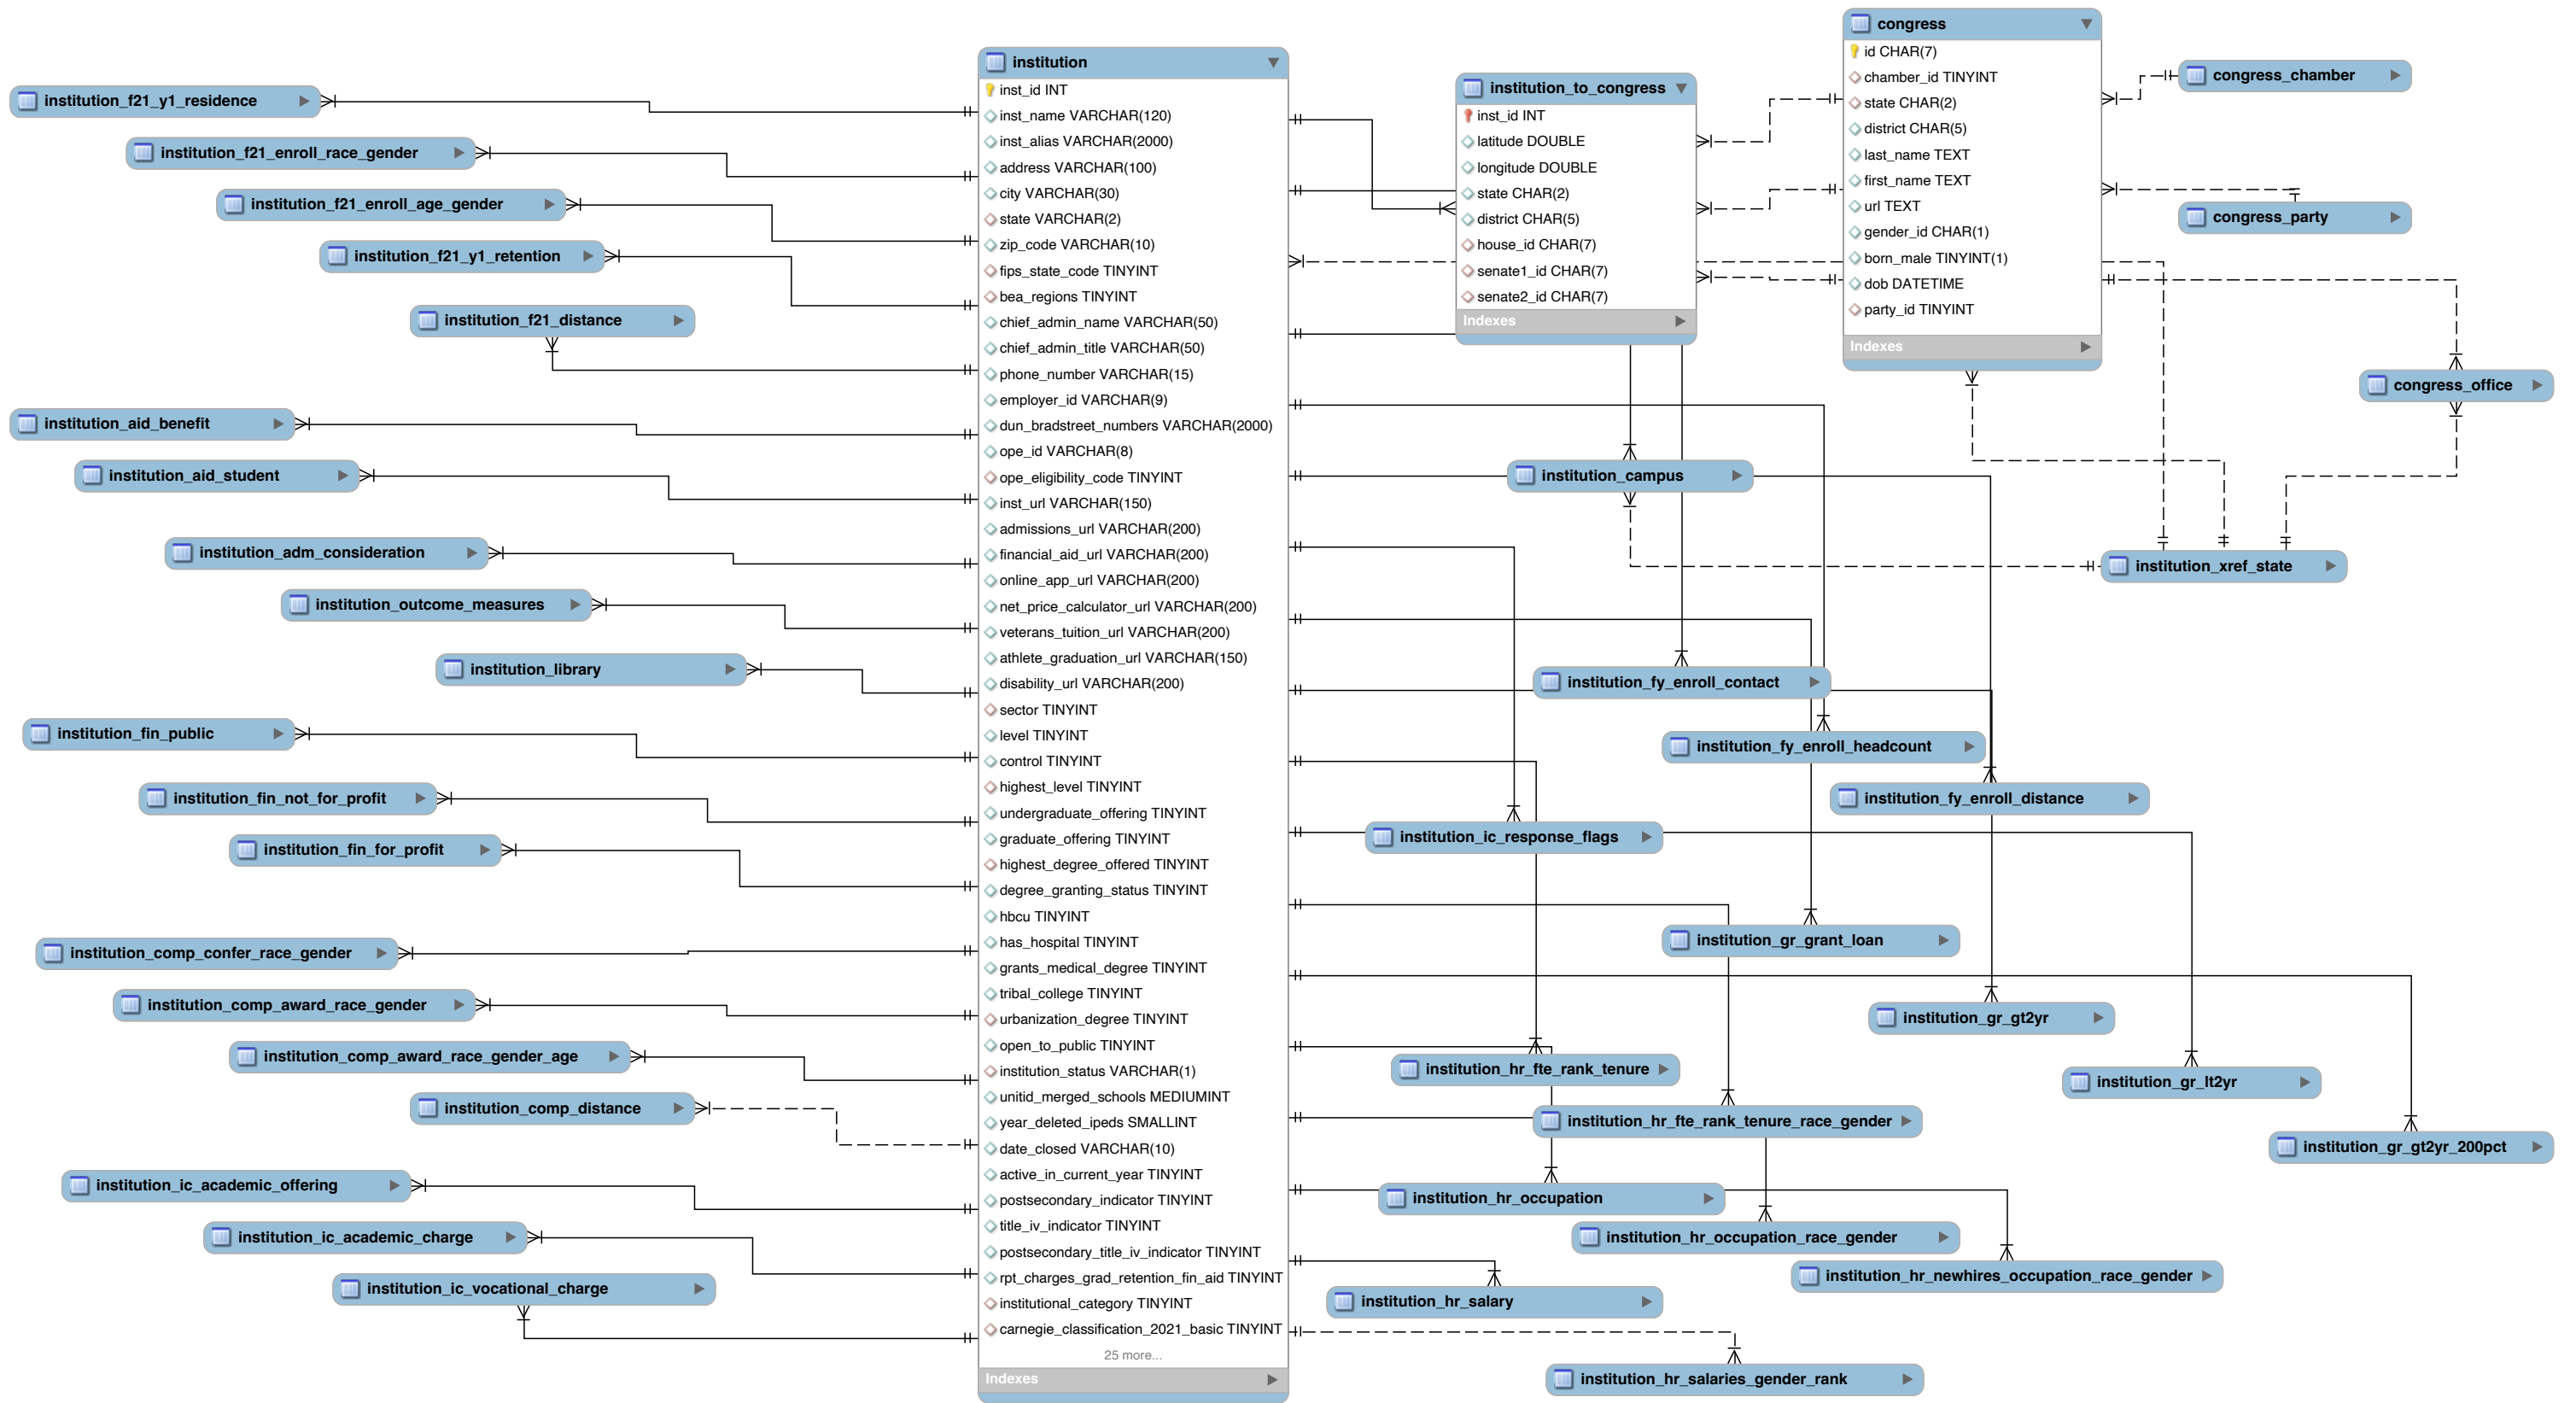 institution_f21_y1_residence
institution_f21_enroll_race_gender
institution_f21_enroll_age_gender
institution_f21_y1_retention
institution_f21_distance
institution_aid_benefit
institution_aid_student
institution_adm_consideration
institution_outcome_measures
institution_library
institution_fin_public
institution_fin_not_for_profit
institution_fin_for_profit
institution_comp_confer_race_gender
institution_comp_award_race_gender
institution_comp_award_race_gender_age
institution_comp_distance
institution_ic_academic_offering
institution_ic_academic_charge
institution_ic_vocational_charge
institution
inst_id INT
inst_name VARCHAR(120)
inst_alias VARCHAR(2000)
address VARCHAR(100)
city VARCHAR(30)
state VARCHAR(2)
zip_code VARCHAR(10)
fips_state_code TINYINT
bea_regions TINYINT
chief_admin_name VARCHAR(50)
chief_admin_title VARCHAR(50)
phone_number VARCHAR(15)
employer_id VARCHAR(9)
dun_bradstreet_numbers VARCHAR(2000)
ope_id VARCHAR(8)
ope_eligibility_code TINYINT
inst_url VARCHAR(150)
admissions_url VARCHAR(200)
financial_aid_url VARCHAR(200)
online_app_url VARCHAR(200)
net_price_calculator_url VARCHAR(200)
veterans_tuition_url VARCHAR(200)
athlete_graduation_url VARCHAR(150)
disability_url VARCHAR(200)
sector TINYINT
level TINYINT
control TINYINT
highest_level TINYINT
undergraduate_offering TINYINT
graduate_offering TINYINT
highest_degree_offered TINYINT
degree_granting_status TINYINT
hbcu TINYINT
has_hospital TINYINT
grants_medical_degree TINYINT
tribal_college TINYINT
urbanization_degree TINYINT
open_to_public TINYINT
institution_status VARCHAR(1)
unitid_merged_schools MEDIUMINT
year_deleted_ipeds SMALLINT
date_closed VARCHAR(10)
active_in_current_year TINYINT
postsecondary_indicator TINYINT
title_iv_indicator TINYINT
postsecondary_title_iv_indicator TINYINT
rpt_charges_grad_retention_fin_aid TINYINT
institutional_category TINYINT
carnegie_classification_2021_basic TINYINT
25 more...
Indexes
institution_to_congress
inst_id INT
latitude DOUBLE
longitude DOUBLE
state CHAR(2)
district CHAR(5)
house_id CHAR(7)
senate1_id CHAR(7)
senate2_id CHAR(7)
Indexes
congress
id CHAR(7)
chamber_id TINYINT
state CHAR(2)
district CHAR(5)
last_name TEXT
first_name TEXT
url TEXT
gender_id CHAR(1)
born_male TINYINT(1)
dob DATETIME
party_id TINYINT
Indexes
congress_chamber
congress_party
congress_office
institution_campus
institution_xref_state
institution_fy_enroll_contact
institution_fy_enroll_headcount
institution_fy_enroll_distance
institution_ic_response_flags
institution_gr_grant_loan
institution_gr_gt2yr
institution_hr_fte_rank_tenure
institution_gr_lt2yr
institution_hr_fte_rank_tenure_race_gender
institution_gr_gt2yr_200pct
institution_hr_occupation
institution_hr_occupation_race_gender
institution_hr_newhires_occupation_race_gender
institution_hr_salary
institution_hr_salaries_gender_rank